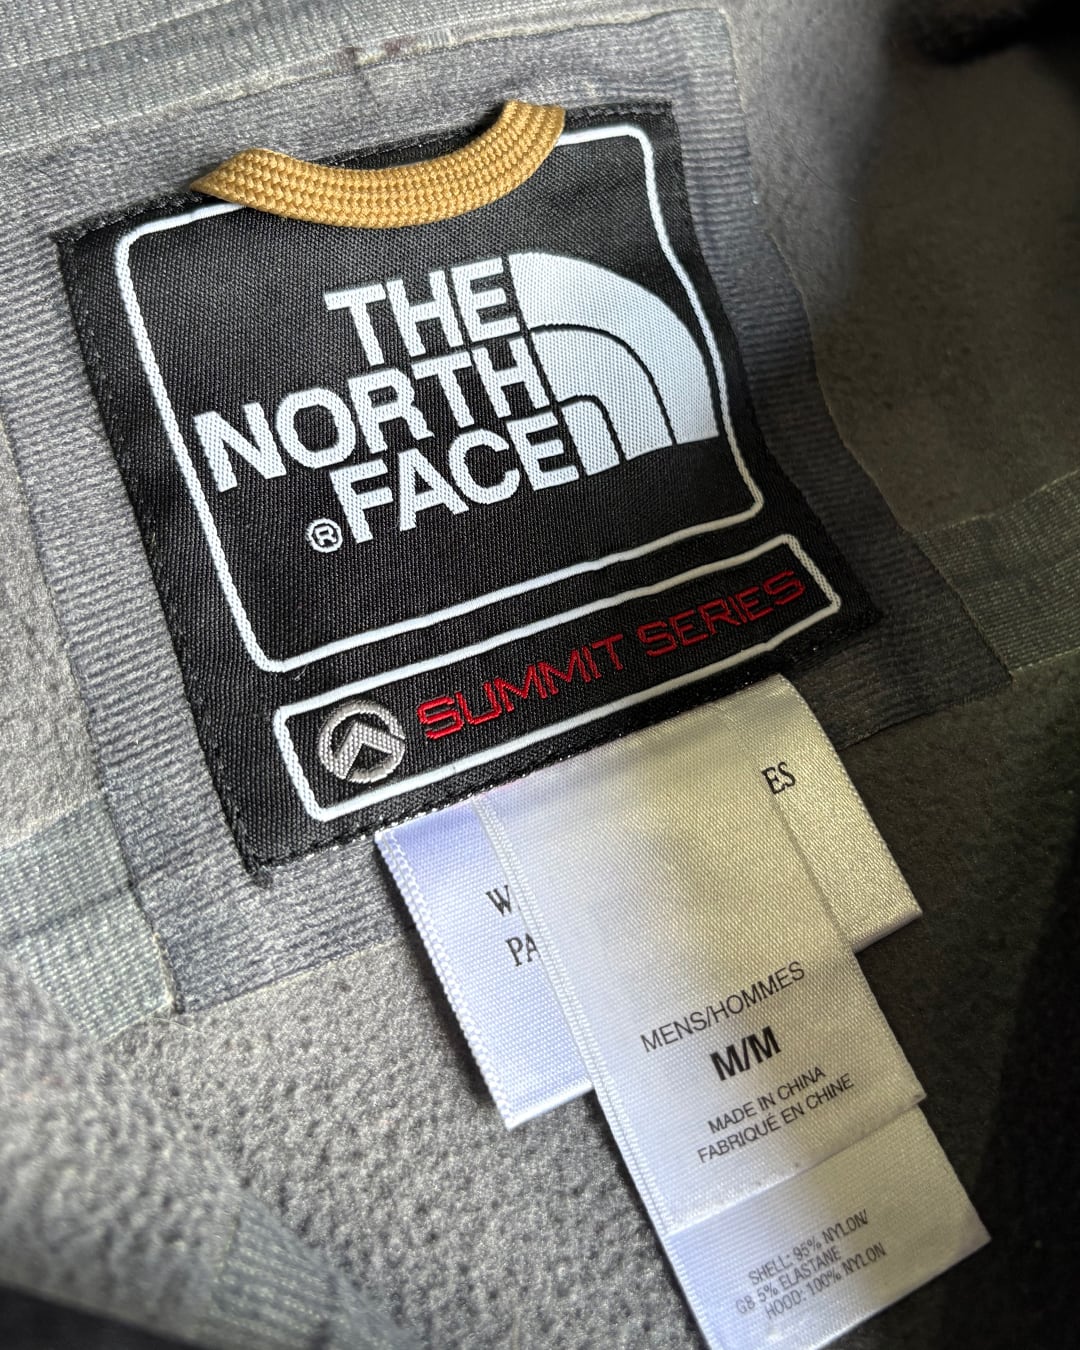 THE
NORTH
FACE
®
SUMMIT SERIES
ES
W
PA
MENS/HOMMES
M/M
MADE IN CHINA
FABRIQUÉ EN CHINE
SHELL: 95% NYLON/
G8 5% ELASTANE
HOOD: 100% NYLON